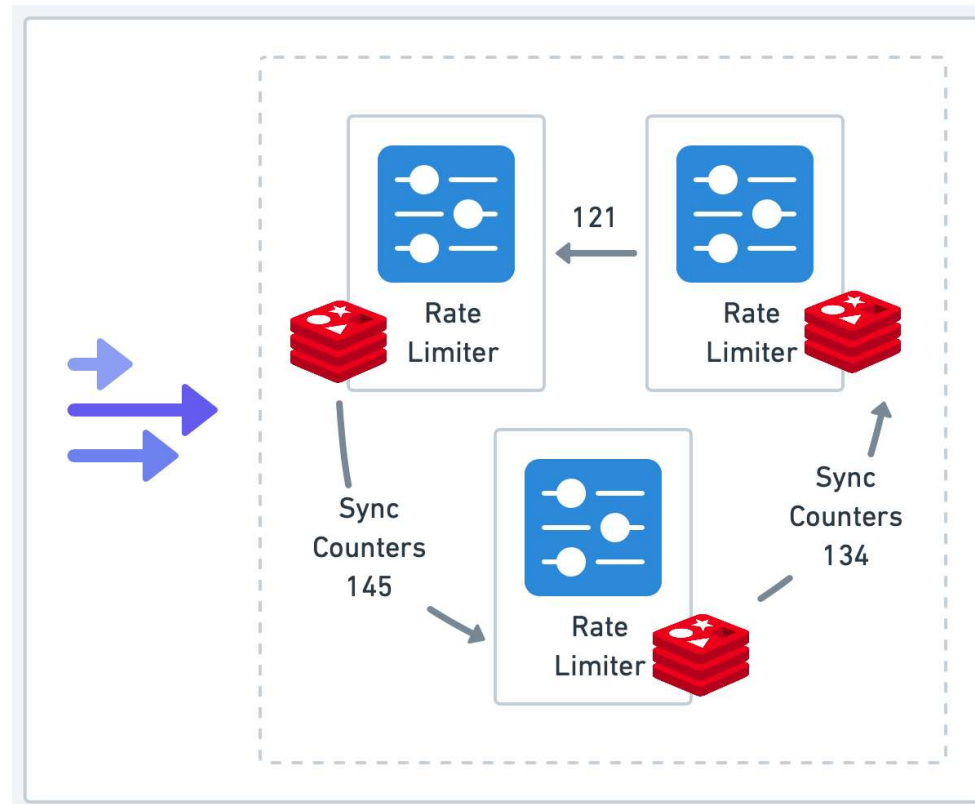 121
Rate
Limiter
Rate
Limiter
Sync
Counters
145
Sync
Counters
134
Rate
Limiter